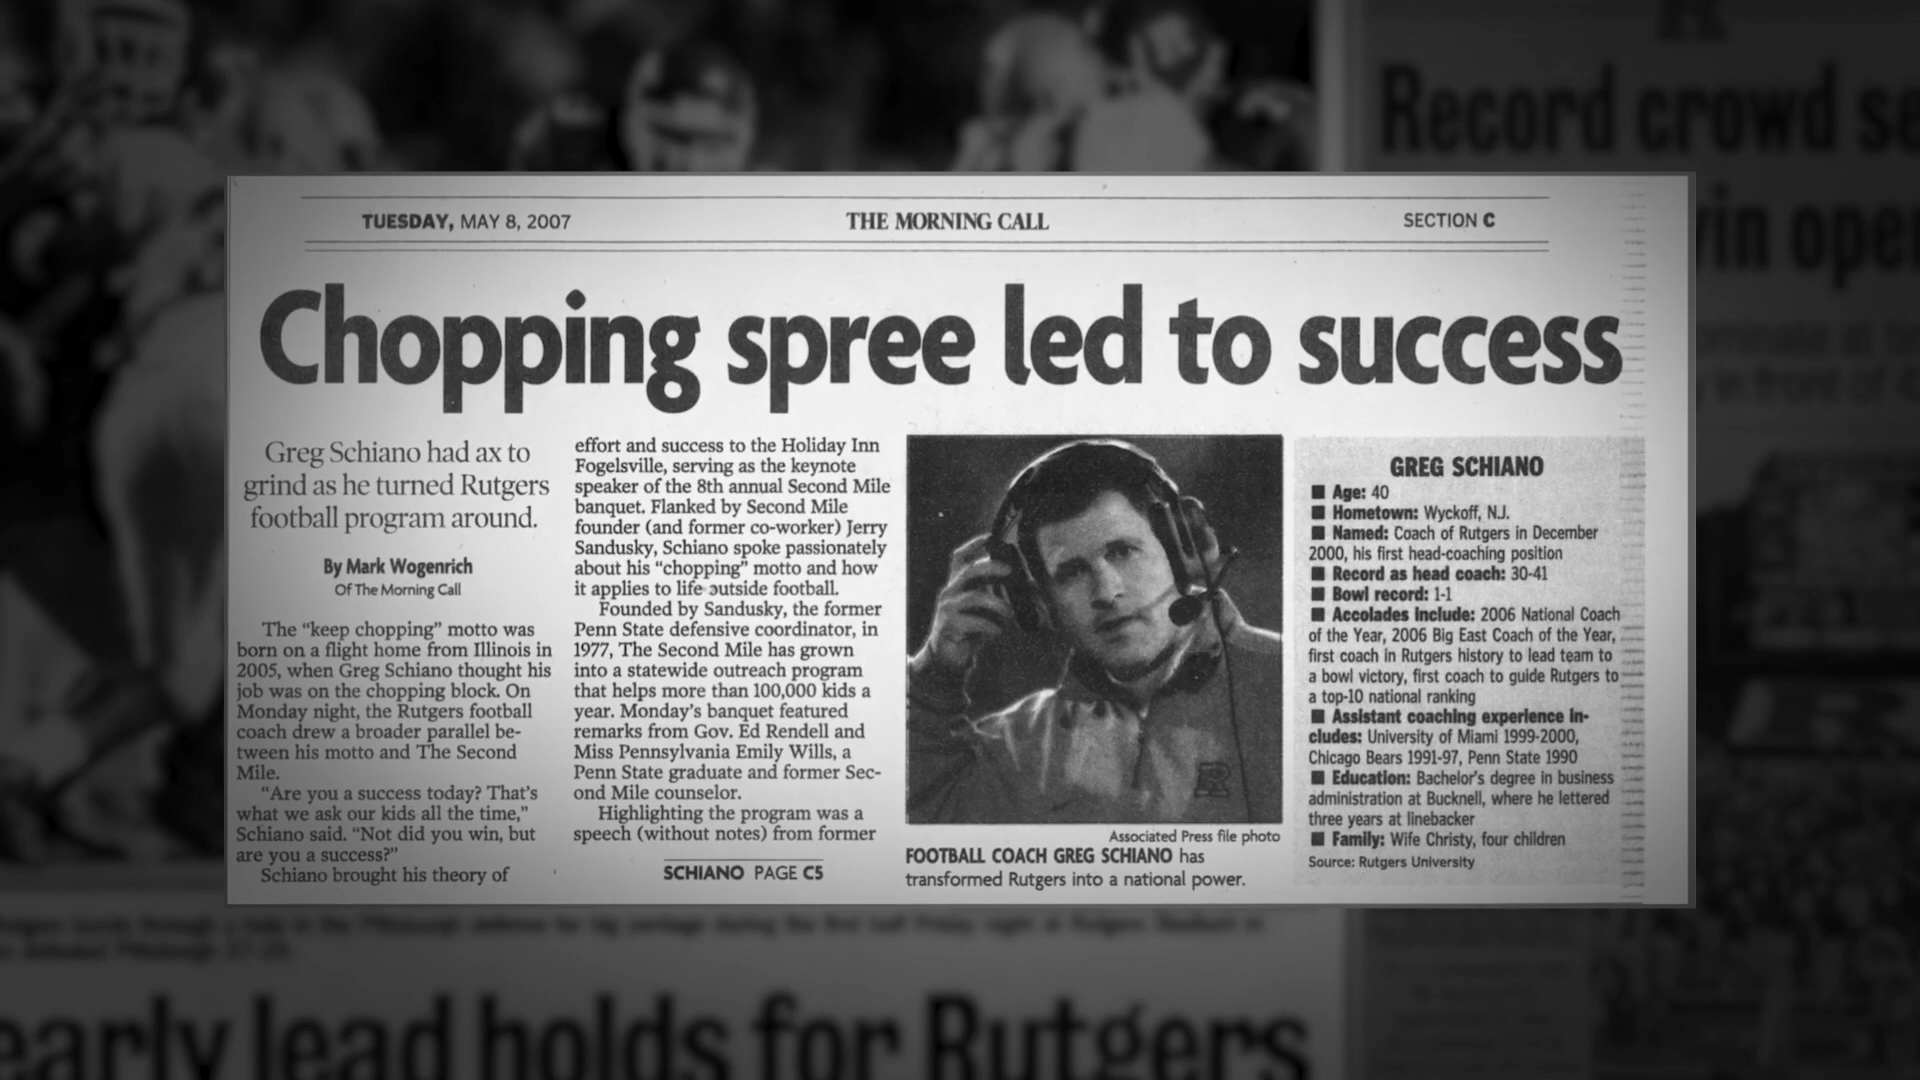 Record crowd se
in ope
TUESDAY, MAY 8, 2007
THE MORNING CALL
SECTION C
Chopping spree led to success
Greg Schiano had ax to
grind as he turned Rutgers
football program around.
By Mark Wogenrich
Of The Morning Call
The “keep chopping” motto was
born on a flight home from Illinois in
2005, when Greg Schiano thought his
job was on the chopping block. On
Monday night, the Rutgers football
coach drew a broader parallel be-
tween his motto and The Second
Mile.
“Are you a success today? That’s
what we ask our kids all the time,”
Schiano said. “Not did you win, but
are you a success?”
Schiano brought his theory of
effort and success to the Holiday Inn
Fogelsville, serving as the keynote
speaker of the 8th annual Second Mile
banquet. Flanked by Second Mile
founder (and former co-worker) Jerry
Sandusky, Schiano spoke passionately
about his “chopping” motto and how
it applies to life outside football.
Founded by Sandusky, the former
Penn State defensive coordinator, in
1977, The Second Mile has grown
into a statewide outreach program
that helps more than 100,000 kids a
year. Monday’s banquet featured
remarks from Gov. Ed Rendell and
Miss Pennsylvania Emily Wills, a
Penn State graduate and former Sec-
ond Mile counselor.
Highlighting the program was a
speech (without notes) from former
SCHIANO PAGE C5
R
Associated Press file photo
FOOTBALL COACH GREG SCHIANO has
transformed Rutgers into a national power.
GREG SCHIANO
■ Age: 40
■ Hometown: Wyckoff, N.J.
■ Named: Coach of Rutgers in December
2000, his first head-coaching position
■ Record as head coach: 30-41
■ Bowl record: 1-1
■ Accolades include: 2006 National Coach
of the Year, 2006 Big East Coach of the Year,
first coach in Rutgers history to lead team to
a bowl victory, first coach to guide Rutgers to
a top-10 national ranking
■ Assistant coaching experience in-
cludes: University of Miami 1999-2000,
Chicago Bears 1991-97, Penn State 1990
■ Education: Bachelor’s degree in business
administration at Bucknell, where he lettered
three years at linebacker
■ Family: Wife Christy, four children
Source: Rutgers University
early lead holds for Rutgers